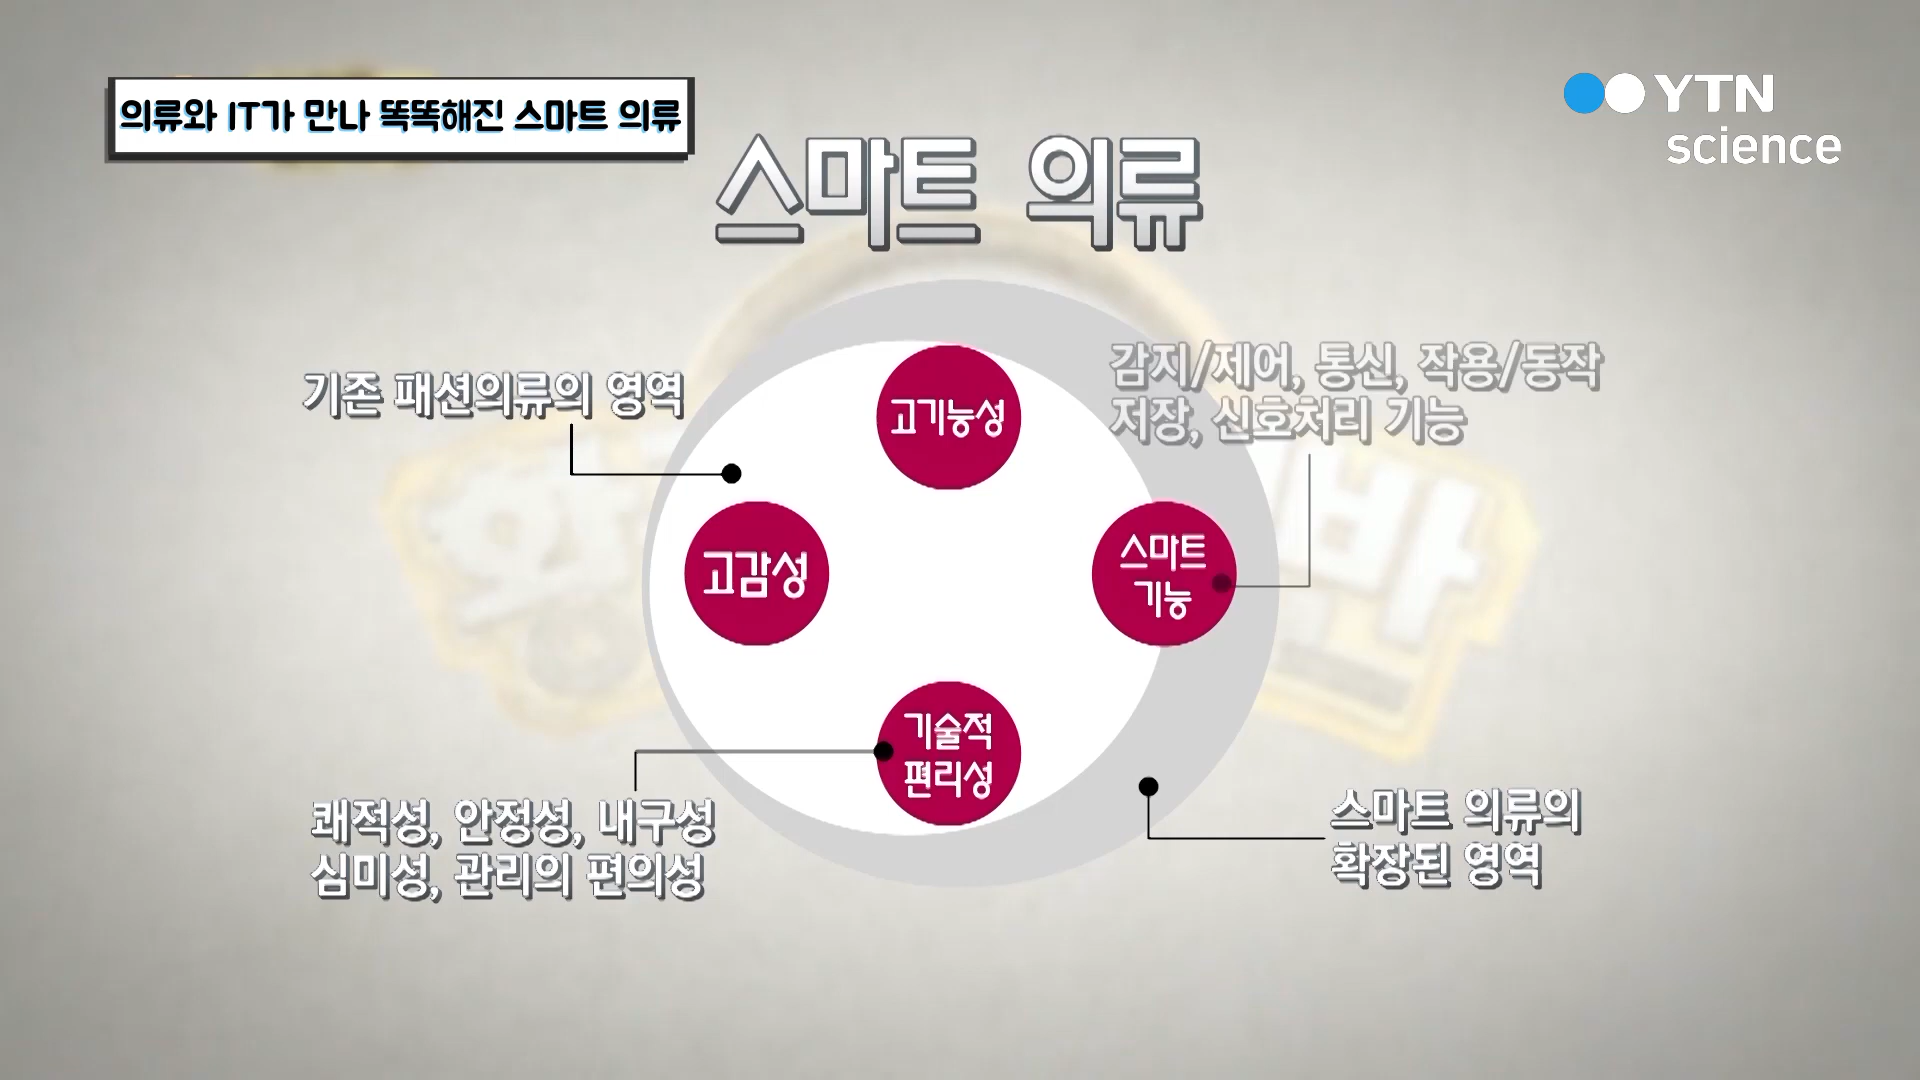 의류와 IT가 만나 똑똑해진 스마트 의류
YTN
science
스마트 의류
기존 패션의류의 영역
고기능성
감지/제어, 통신, 작용/동작
저장, 신호처리 기능
고감성
스마트
기능
기술적
편리성
쾌적성, 안정성, 내구성
심미성, 관리의 편의성
스마트 의류의
확장된 영역